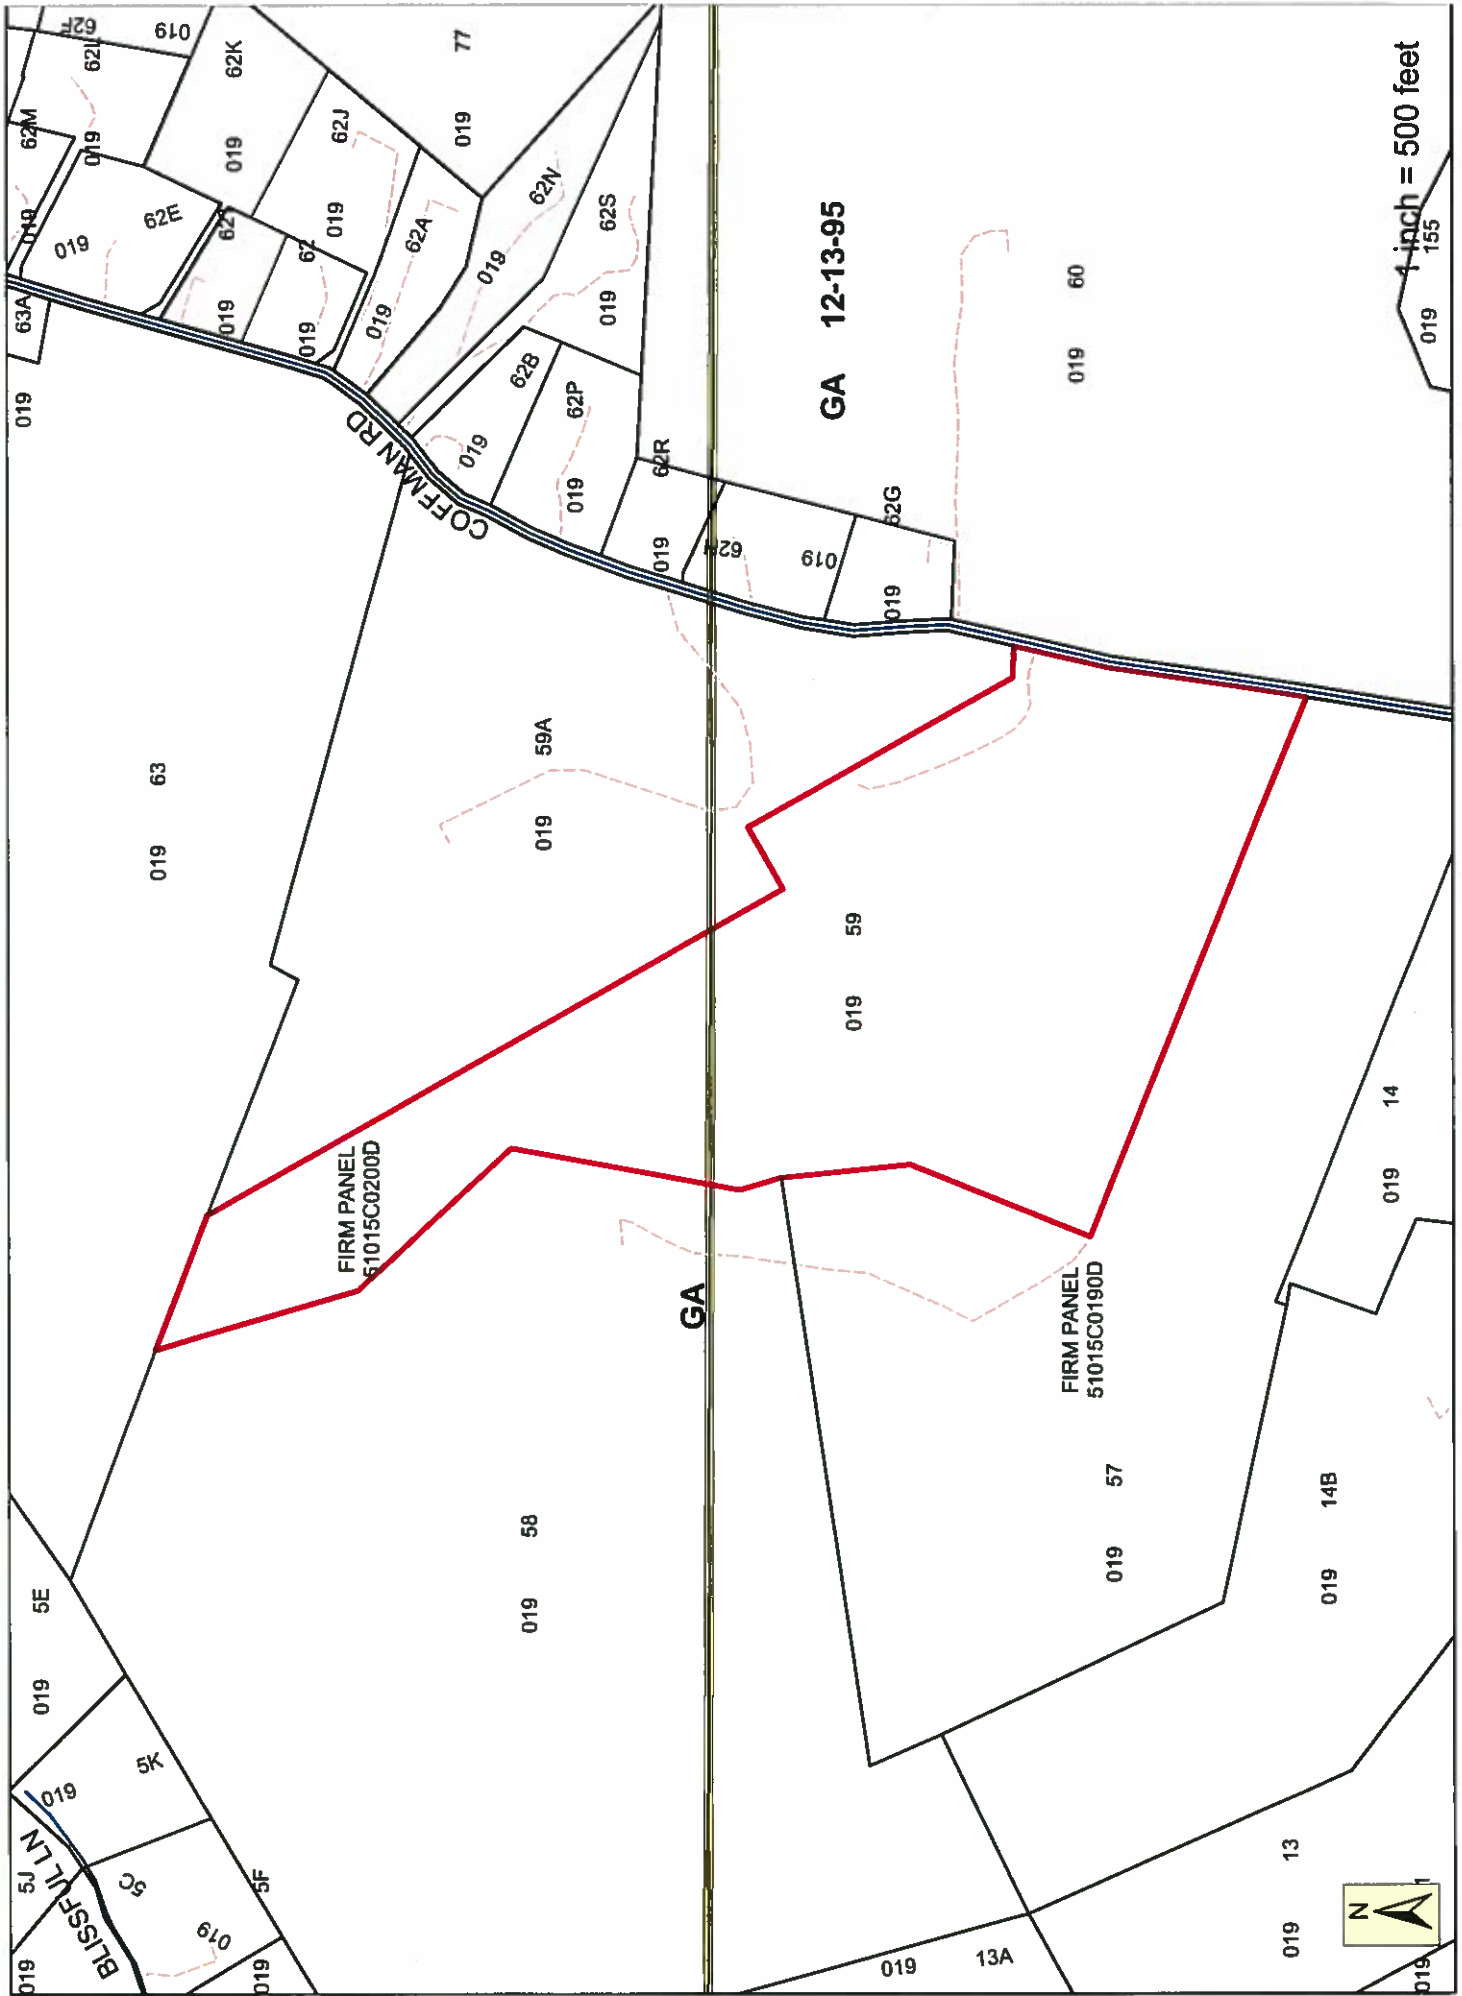 019 5J
BLISSFUL LN
019
5C
019
5F
019
5K
019
019 5E
019 63
019 63A
019
019 62M
019 62L
62F 019
019 62E
019 62K
019
019
019 62J
019 62A
019 77
019 62N
019 62S
COFFMAN RD
019 62B
019 62P
019 62R
019 62H
019 62G
019 59A
FIRM PANEL
51015C0200D
019 58
GA
GA 12-13-95
019 59
019 60
FIRM PANEL
51015C0190D
019 57
019 13A
019 14B
019 14
019 13
019
019 155
N
1 inch = 500 feet